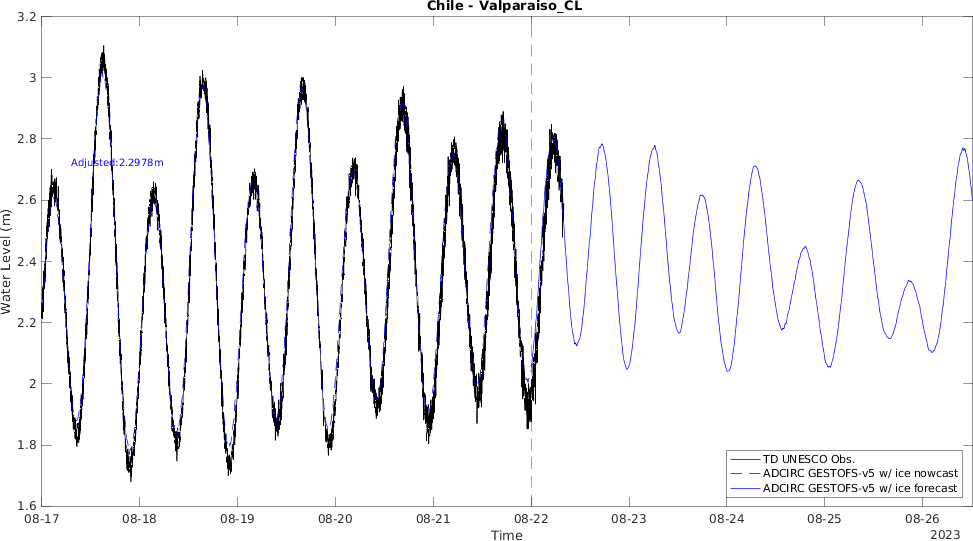 Chile - Valparaiso_CL
3.2
3
2.8
Adjusted:2.2978m
2.6
2.4
2.2
2
1.8
1.6
Water Level (m)
TD UNESCO Obs.
ADCIRC GESTOFS-v5 w/ ice nowcast
ADCIRC GESTOFS-v5 w/ ice forecast
08-17 08-18 08-19 08-20 08-21 08-22 08-23 08-24 08-25 08-26
Time
2023